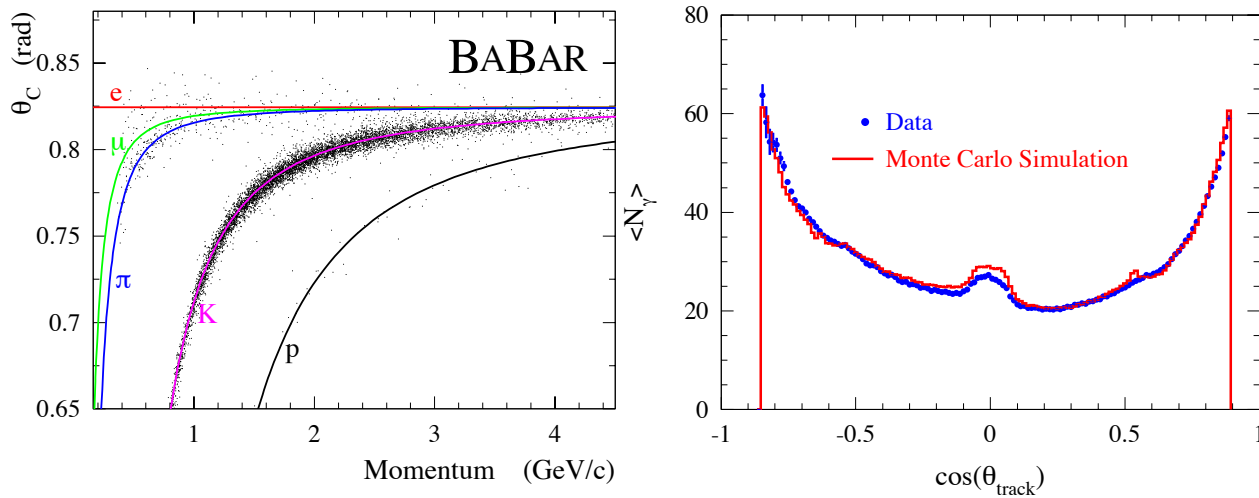 BABAR
θC (rad)
0.85
0.8
0.75
0.7
0.65
e
μ
π
K
p
1
2
3
4
Momentum (GeV/c)
<Nγ>
80
60
40
20
0
Data
Monte Carlo Simulation
-1
-0.5
0
0.5
1
cos(θtrack)